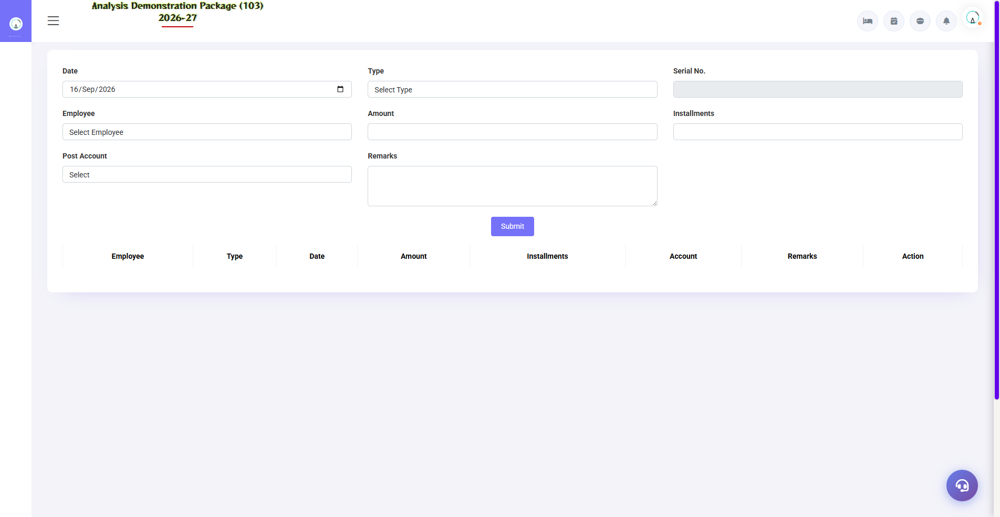 Analysis Demonstration Package (103)
2026-27
Date
Type
Serial No.
16/Sep/2026
Select Type
Employee
Amount
Installments
Select Employee
Post Account
Remarks
Select
Submit
Employee Type Date Amount Installments Account Remarks Action